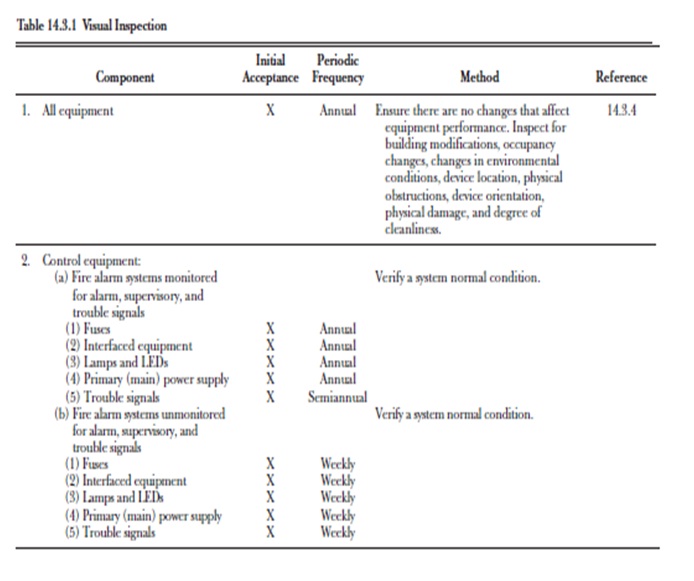 Table 14.3.1 Visual Inspection
Component Initial Acceptance Periodic Frequency Method Reference
1. All equipment X Annual Ensure there are no changes that affect 14.3.4
equipment performance. Inspect for
building modifications, occupancy
changes, changes in environmental
conditions, device location, physical
obstructions, device orientation,
physical damage, and degree of
cleanliness.
2. Control equipment:
(a) Fire alarm systems monitored Verify a system normal condition.
for alarm, supervisory, and
trouble signals
(1) Fuses X Annual
(2) Interfaced equipment X Annual
(3) Lamps and LEDs X Annual
(4) Primary (main) power supply X Annual
(5) Trouble signals X Semiannual
(b) Fire alarm systems unmonitored Verify a system normal condition.
for alarm, supervisory, and
trouble signals
(1) Fuses X Weekly
(2) Interfaced equipment X Weekly
(3) Lamps and LEDs X Weekly
(4) Primary (main) power supply X Weekly
(5) Trouble signals X Weekly